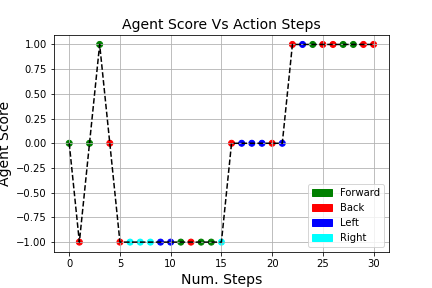 Agent Score Vs Action Steps
Agent Score
1.00
0.75
0.50
0.25
0.00
−0.25
−0.50
−0.75
−1.00
Forward
Back
Left
Right
0 5 10 15 20 25 30
Num. Steps